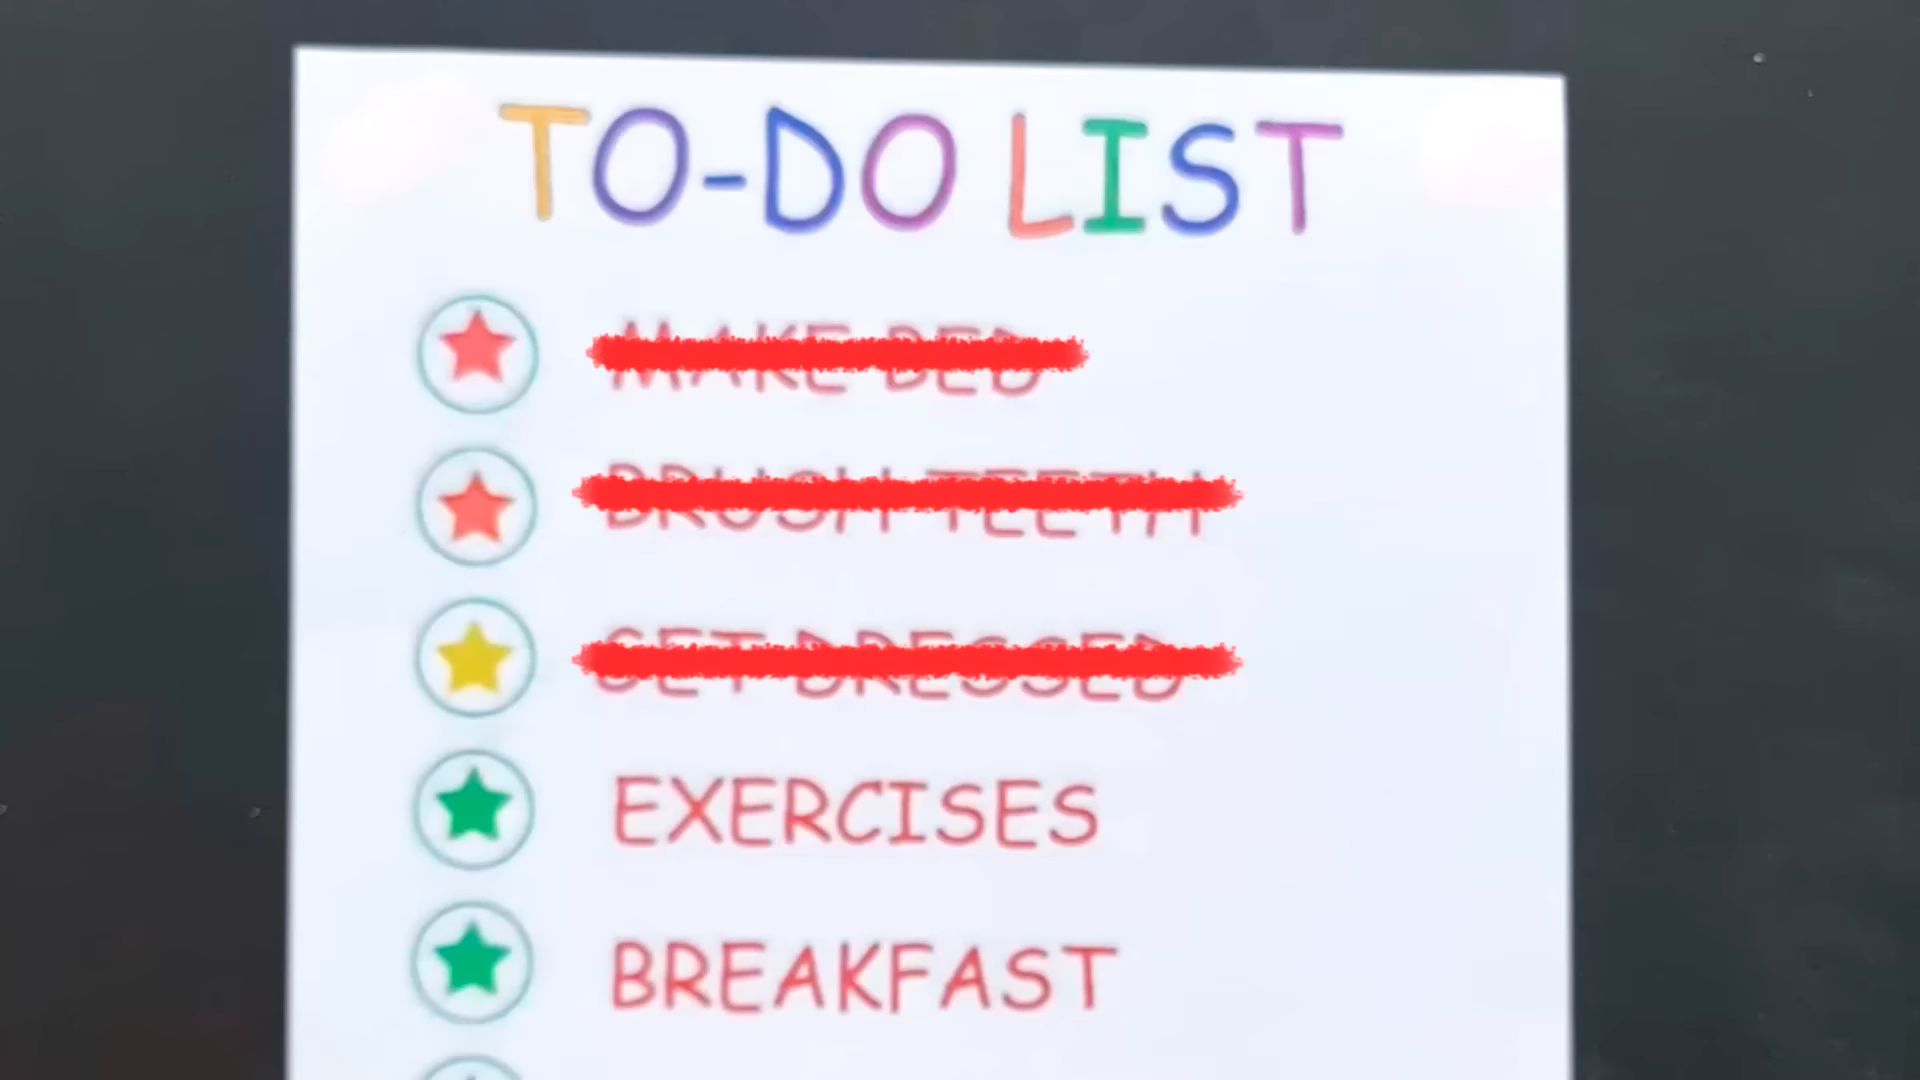 TO-DO LIST
MAKE BED
BRUSH TEETH
GET DRESSED
EXERCISES
BREAKFAST